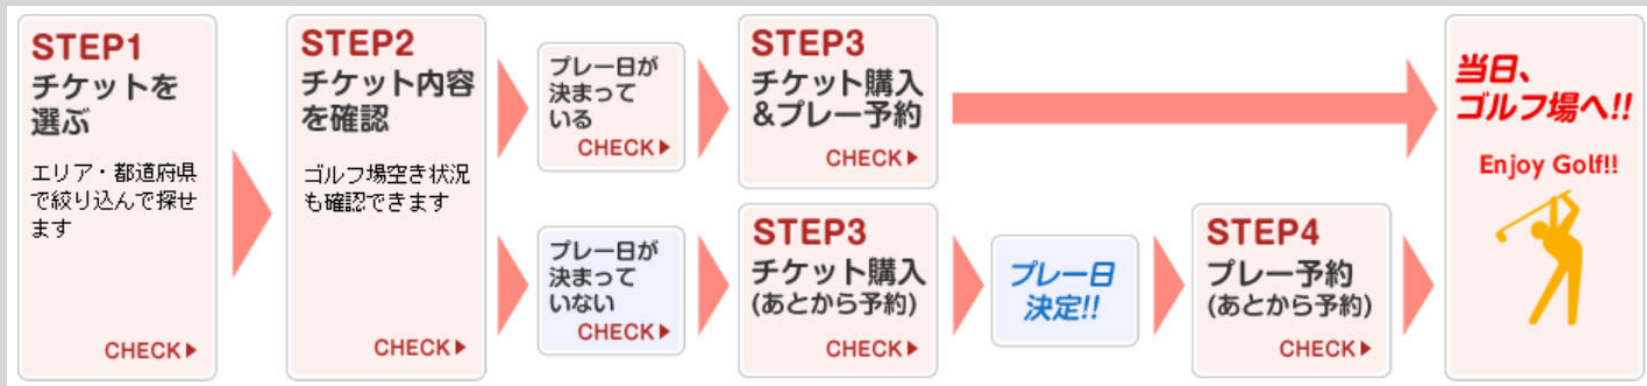 STEP1
チケットを
選ぶ
エリア・都道府県
で絞り込んで探せ
ます
CHECK
STEP2
チケット内容
を確認
ゴルフ場空き状況
も確認できます
CHECK
プレー日が
決まって
いる
CHECK
STEP3
チケット購入
&プレー予約
CHECK
プレー日が
決まって
いない
CHECK
STEP3
チケット購入
(あとから予約)
CHECK
プレー日
決定!!
STEP4
プレー予約
(あとから予約)
CHECK
当日、
ゴルフ場へ!!
Enjoy Golf!!